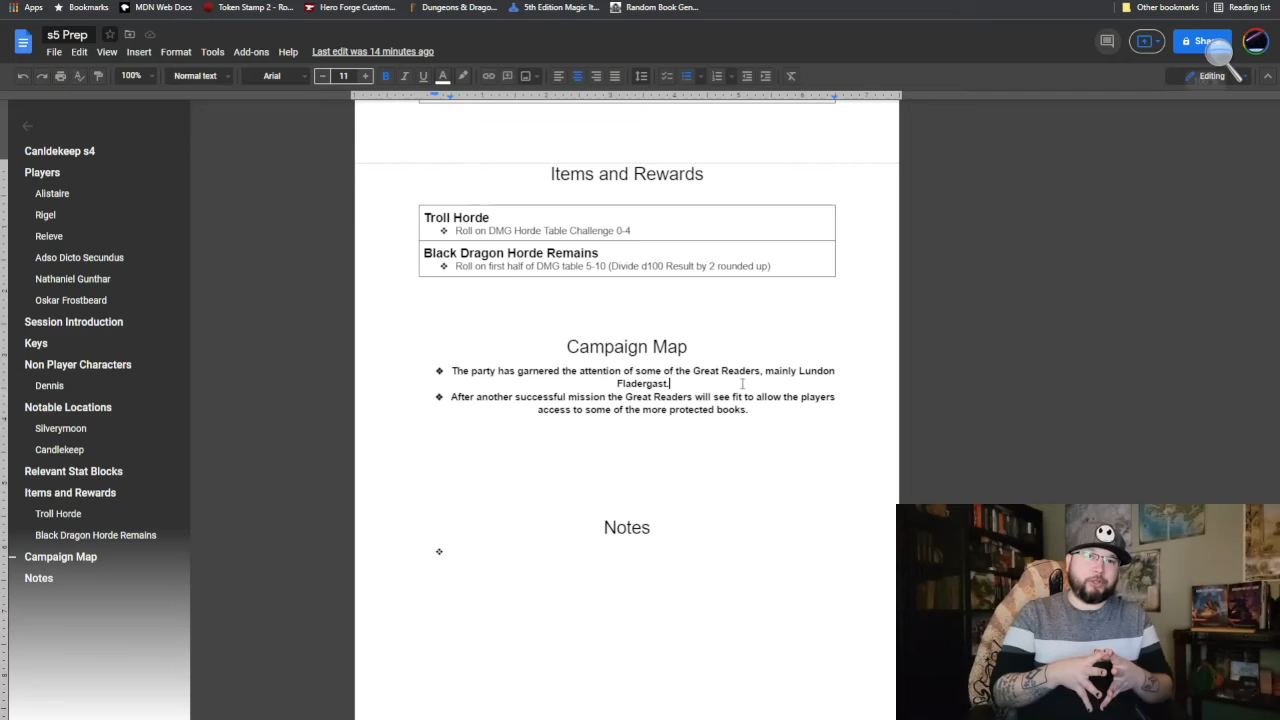 Apps
Bookmarks
MDN Web Docs
Token Stamp 2 - Ro...
Hero Forge Custom...
Dungeons & Drago...
5th Edition Magic It...
Random Book Gen...
Other bookmarks
Reading list
s5 Prep
File Edit View Insert Format Tools Add-ons Help Last edit was 14 minutes ago
100% Normal text Arial 11 Editing
Canldekeep s4
Players
Alistaire
Rigel
Releve
Adso Dicto Secundus
Nathaniel Gunthar
Oskar Frostbeard
Session Introduction
Keys
Non Player Characters
Dennis
Notable Locations
Silverymoon
Candlekeep
Relevant Stat Blocks
Items and Rewards
Troll Horde
Black Dragon Horde Remains
Campaign Map
Notes
Items and Rewards
Troll Horde
Roll on DMG Horde Table Challenge 0-4
Black Dragon Horde Remains
Roll on first half of DMG table 5-10 (Divide d100 Result by 2 rounded up)
Campaign Map
The party has garnered the attention of some of the Great Readers, mainly Lundon
Fladergast.
After another successful mission the Great Readers will see fit to allow the players
access to some of the more protected books.
Notes